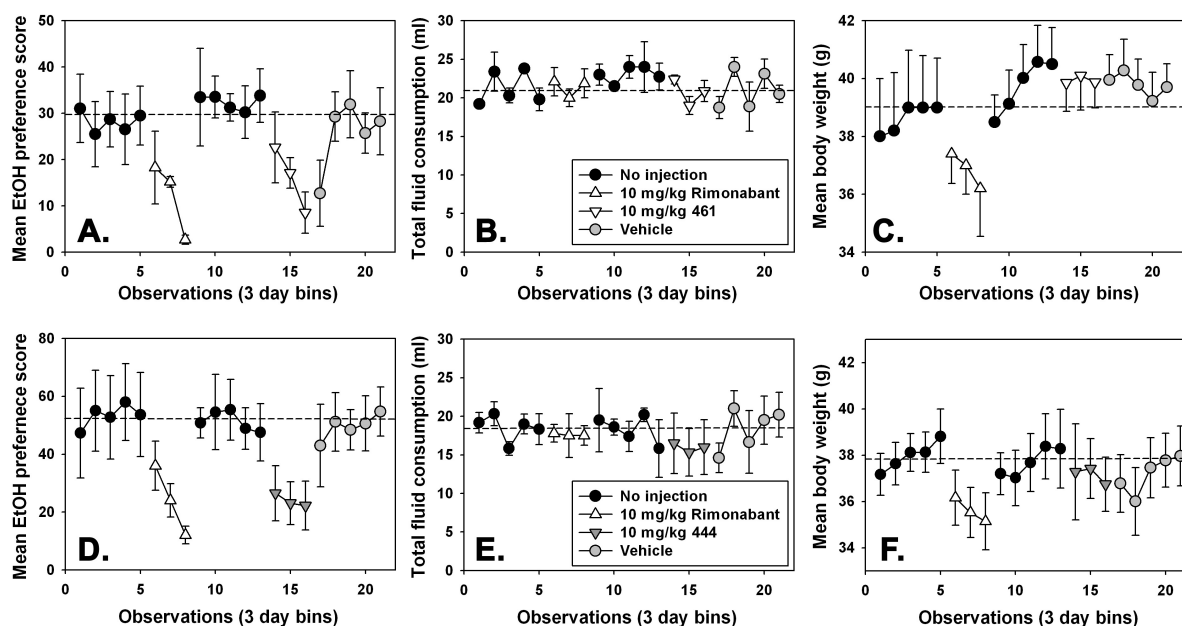 50
40
30
20
10
0
Mean EtOH preference score
A.
0 5 10 15 20
Observations (3 day bins)
30
25
20
15
10
5
0
Total fluid consumption (ml)
No injection
10 mg/kg Rimonabant
10 mg/kg 461
Vehicle
B.
0 5 10 15 20
Observations (3 day bins)
42
40
38
36
34
Mean body weight (g)
C.
0 5 10 15 20
Observations (3 day bins)
80
60
40
20
0
Mean EtOH prefernece score
D.
0 5 10 15 20
Observations (3 day bins)
30
25
20
15
10
5
0
Total fluid consumption (ml)
No injection
10 mg/kg Rimonabant
10 mg/kg 444
Vehicle
E.
0 5 10 15 20
Observations (3 day bins)
42
40
38
36
34
Mean body weight (g)
F.
0 5 10 15 20
Observations (3 day bins)